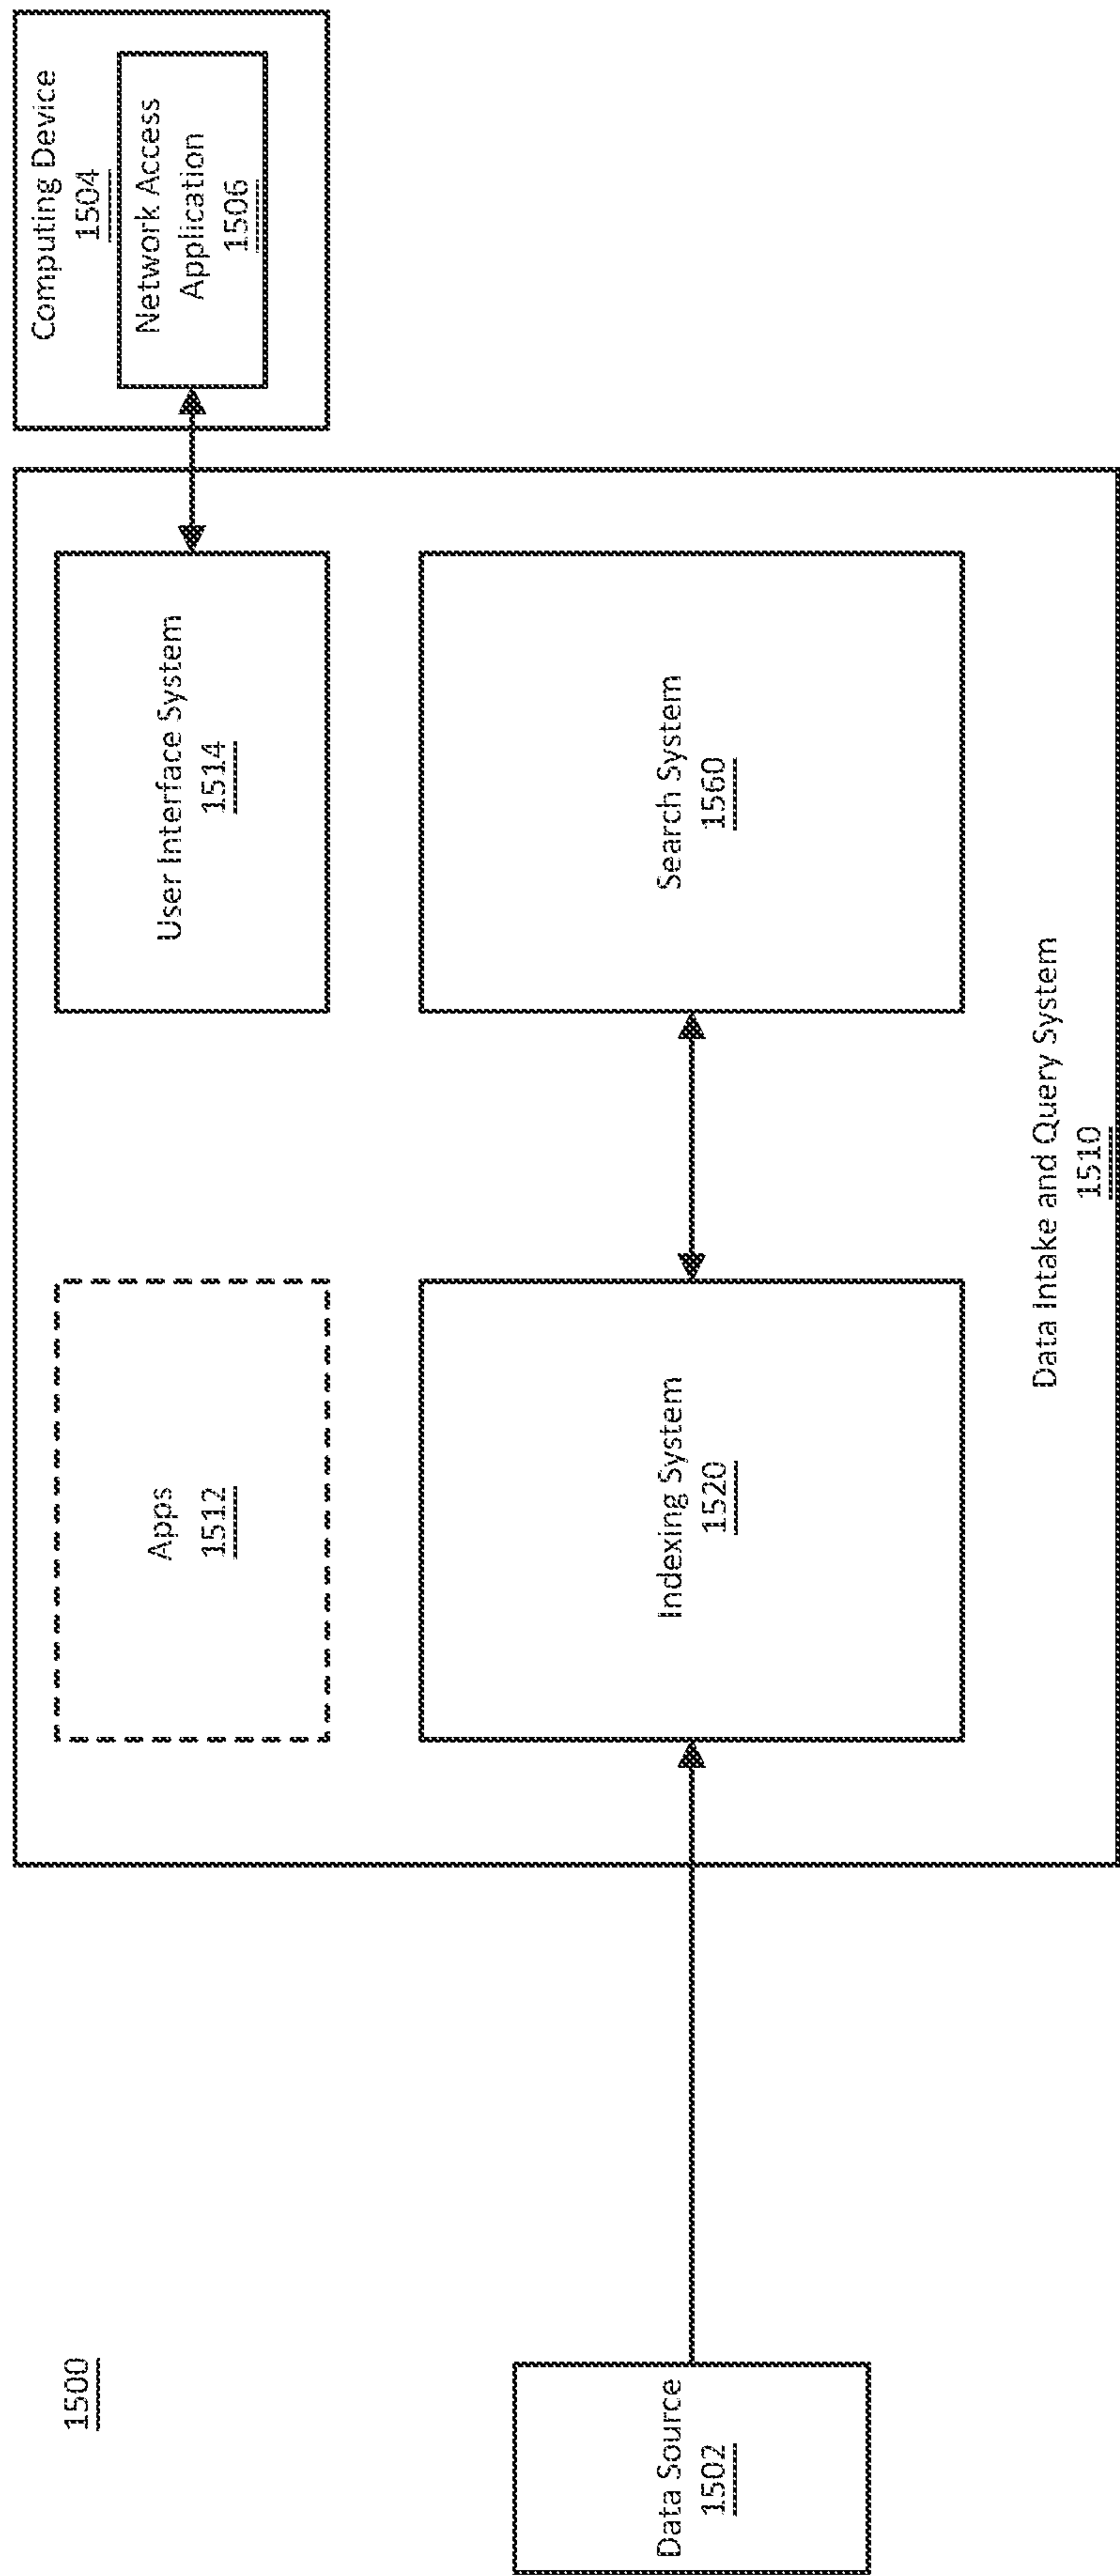 1500
Computing Device
1504
Network Access
Application
1506
Apps
1512
User Interface System
1514
Data Source
1502
Indexing System
1520
Search System
1560
Data Intake and Query System
1510